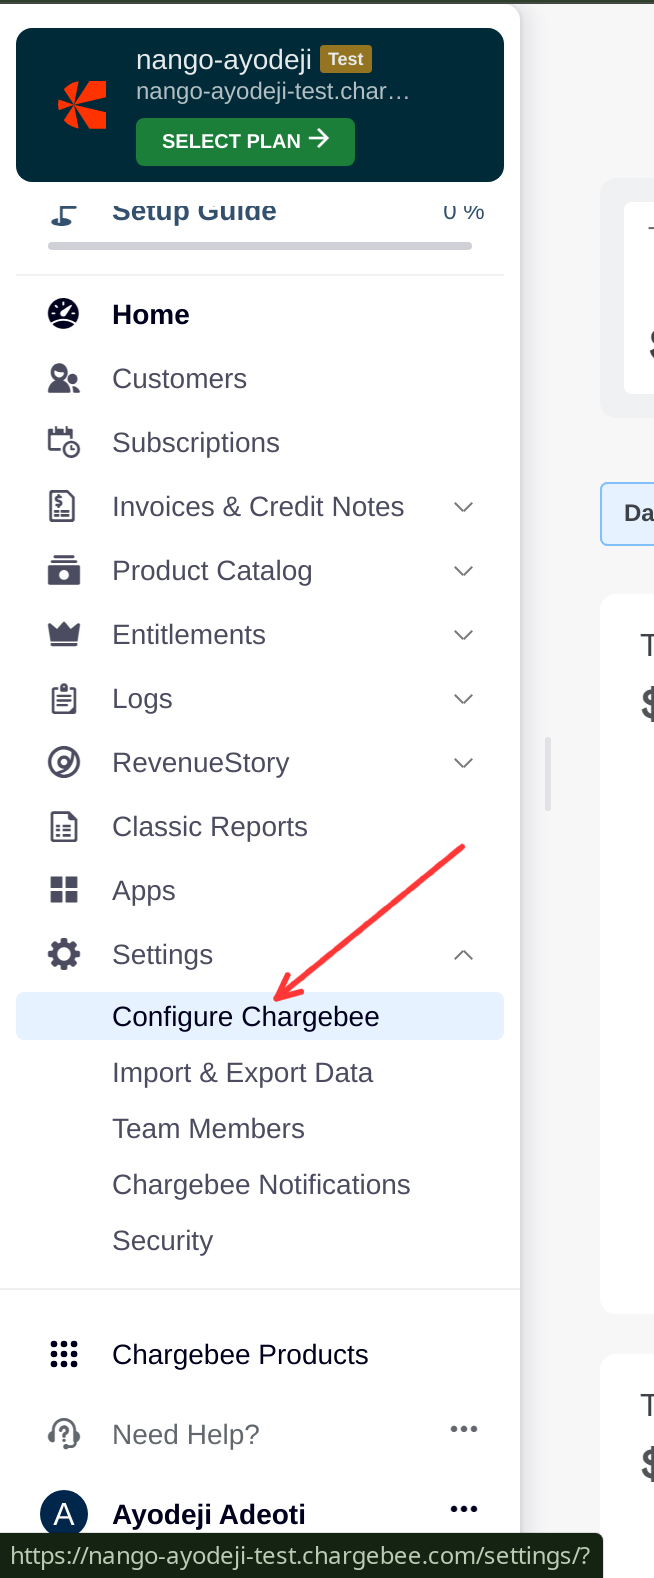 nango-ayodeji Test
nango-ayodeji-test.char...
SELECT PLAN →
Setup Guide 0 %
Home
Customers
Subscriptions
Invoices & Credit Notes
Product Catalog
Da
Entitlements
T
Logs
$
RevenueStory
Classic Reports
Apps
Settings
Configure Chargebee
Import & Export Data
Team Members
Chargebee Notifications
Security
Chargebee Products
T
Need Help?
$
A Ayodeji Adeoti
https://nango-ayodeji-test.chargebee.com/settings/?